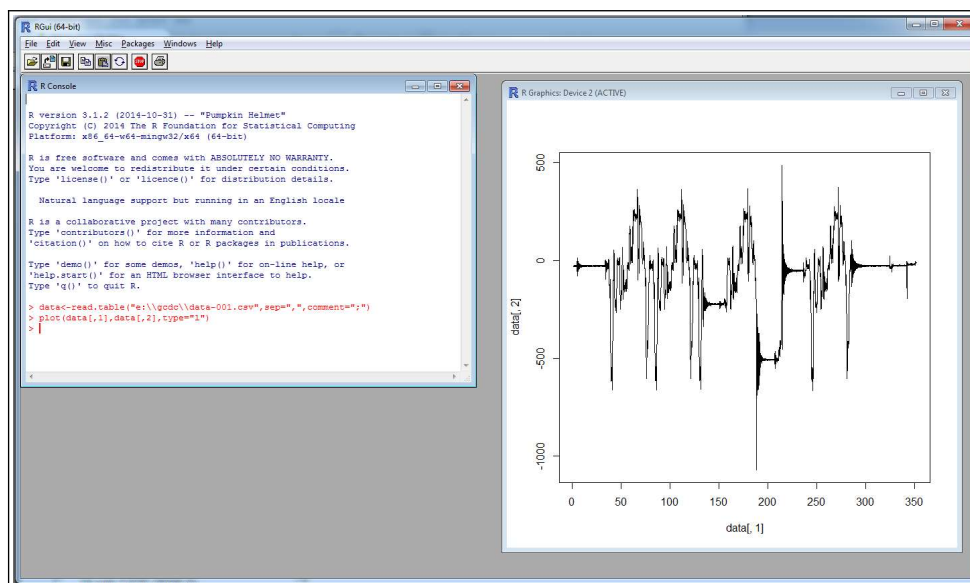 RGui (64-bit)
File Edit View Misc Packages Windows Help
STOP
R Console
R version 3.1.2 (2014-10-31) -- "Pumpkin Helmet"
Copyright (C) 2014 The R Foundation for Statistical Computing
Platform: x86_64-w64-mingw32/x64 (64-bit)
R is free software and comes with ABSOLUTELY NO WARRANTY.
You are welcome to redistribute it under certain conditions.
Type 'license()' or 'licence()' for distribution details.
Natural language support but running in an English locale
R is a collaborative project with many contributors.
Type 'contributors()' for more information and
'citation()' on how to cite R or R packages in publications.
Type 'demo()' for some demos, 'help()' for on-line help, or
'help.start()' for an HTML browser interface to help.
Type 'q()' to quit R.
> data<-read.table("e:\\gcdc\\data-001.csv",sep=",",comment=";")
> plot(data[,1],data[,2],type="l")
>
R Graphics: Device 2 (ACTIVE)
500
0
-500
-1000
data[, 2]
0 50 100 150 200 250 300 350
data[, 1]